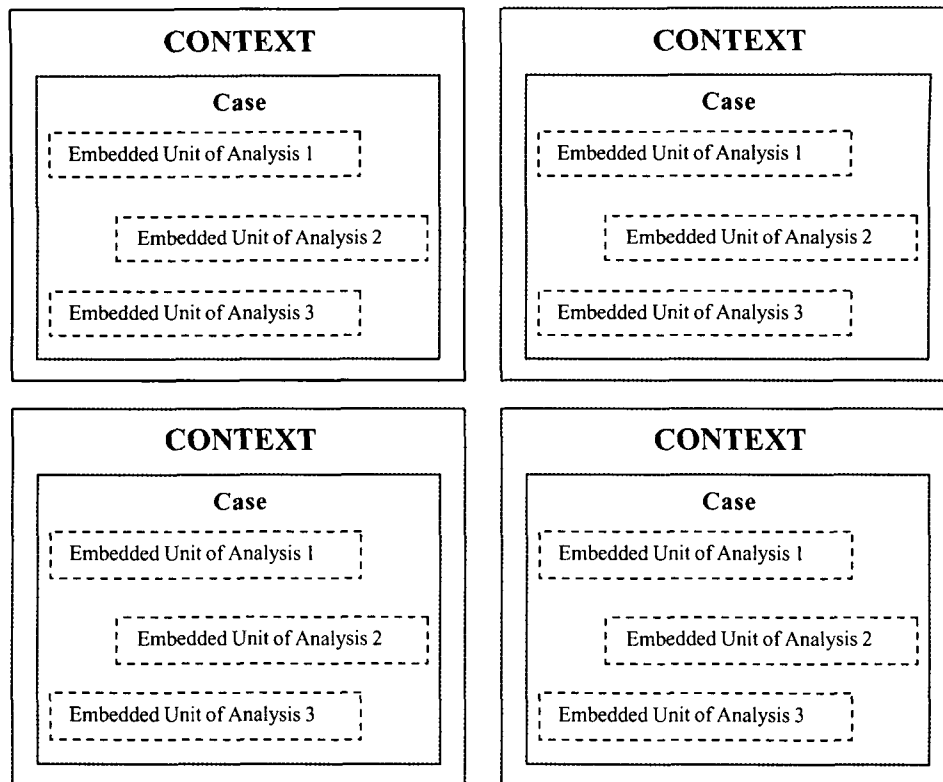 CONTEXT
Case
Embedded Unit of Analysis 1
Embedded Unit of Analysis 2
Embedded Unit of Analysis 3
CONTEXT
Case
Embedded Unit of Analysis 1
Embedded Unit of Analysis 2
Embedded Unit of Analysis 3
CONTEXT
Case
Embedded Unit of Analysis 1
Embedded Unit of Analysis 2
Embedded Unit of Analysis 3
CONTEXT
Case
Embedded Unit of Analysis 1
Embedded Unit of Analysis 2
Embedded Unit of Analysis 3